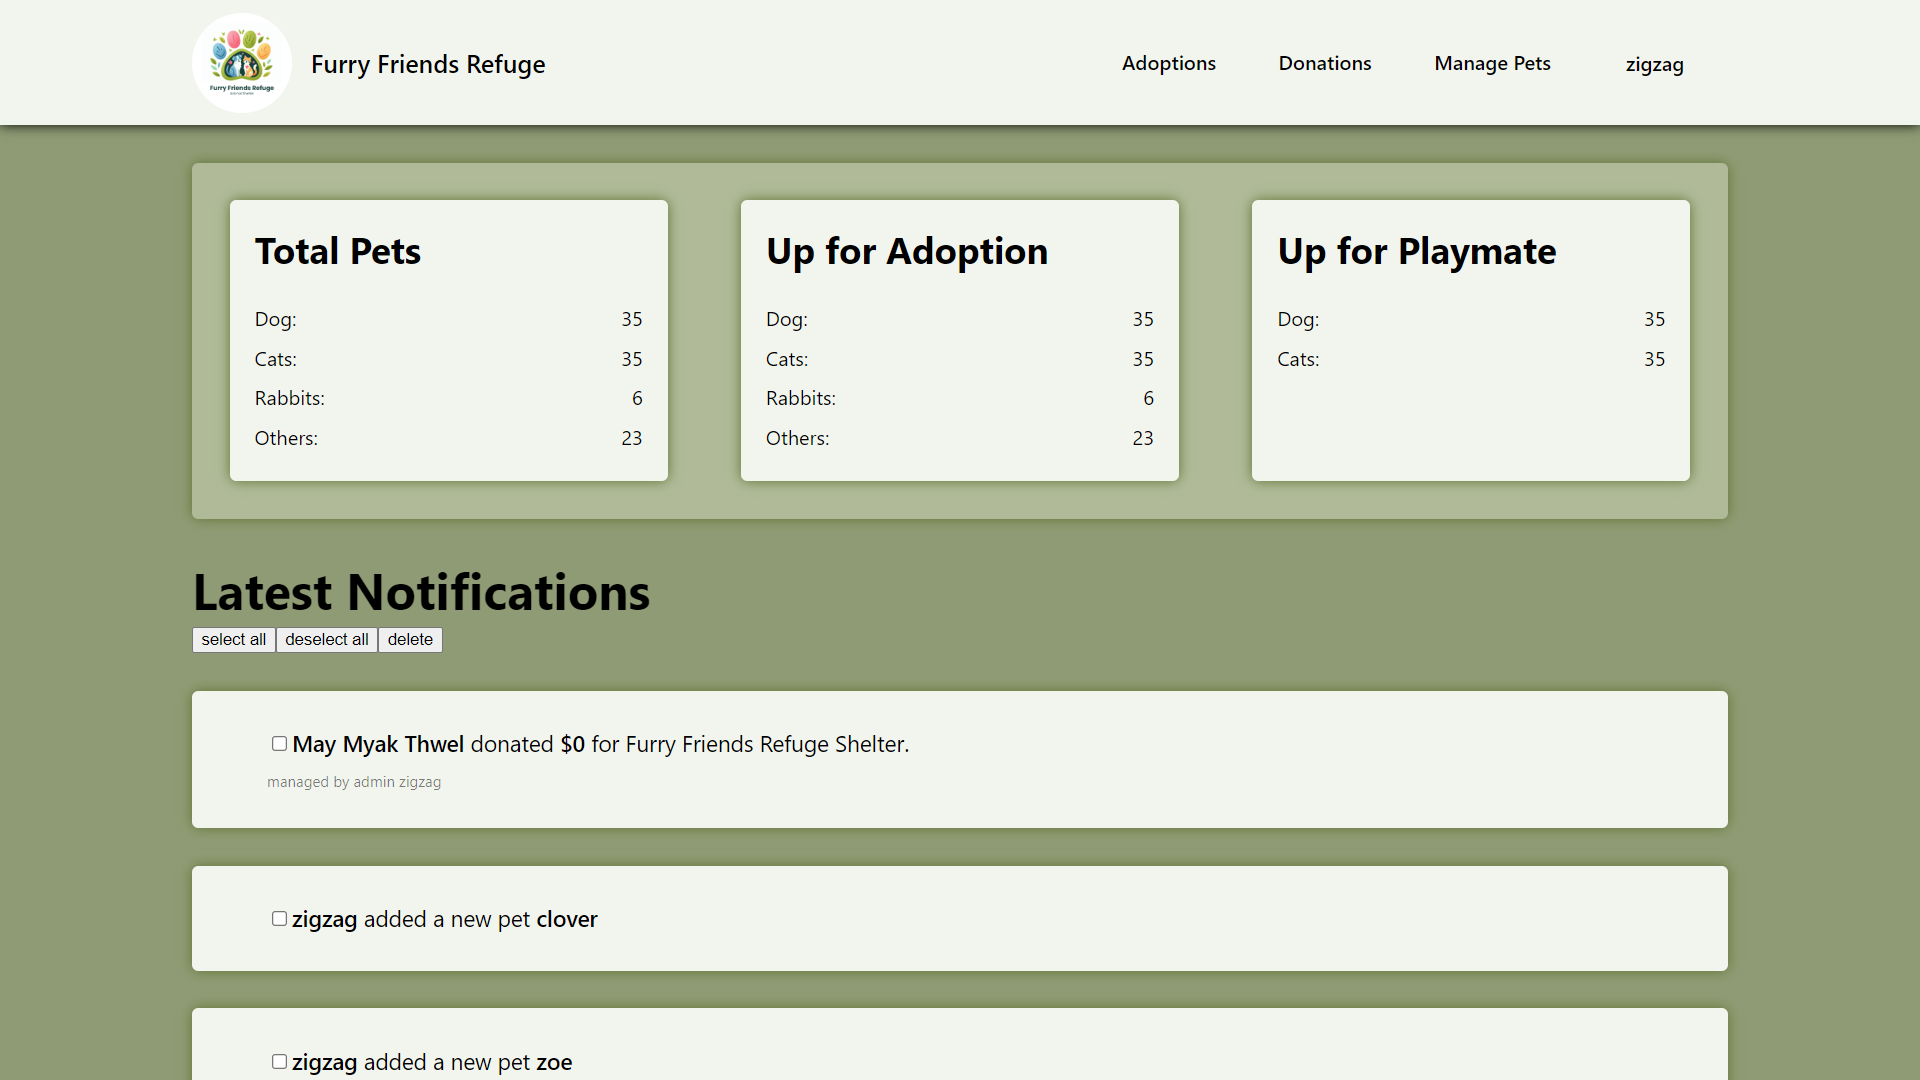 Furry Friends Refuge
Furry Friends Refuge
Adoptions
Donations
Manage Pets
zigzag
Total Pets
Dog: 35
Cats: 35
Rabbits: 6
Others: 23
Up for Adoption
Dog: 35
Cats: 35
Rabbits: 6
Others: 23
Up for Playmate
Dog: 35
Cats: 35
Latest Notifications
select all deselect all delete
May Myak Thwel donated $0 for Furry Friends Refuge Shelter.
managed by admin zigzag
zigzag added a new pet clover
zigzag added a new pet zoe